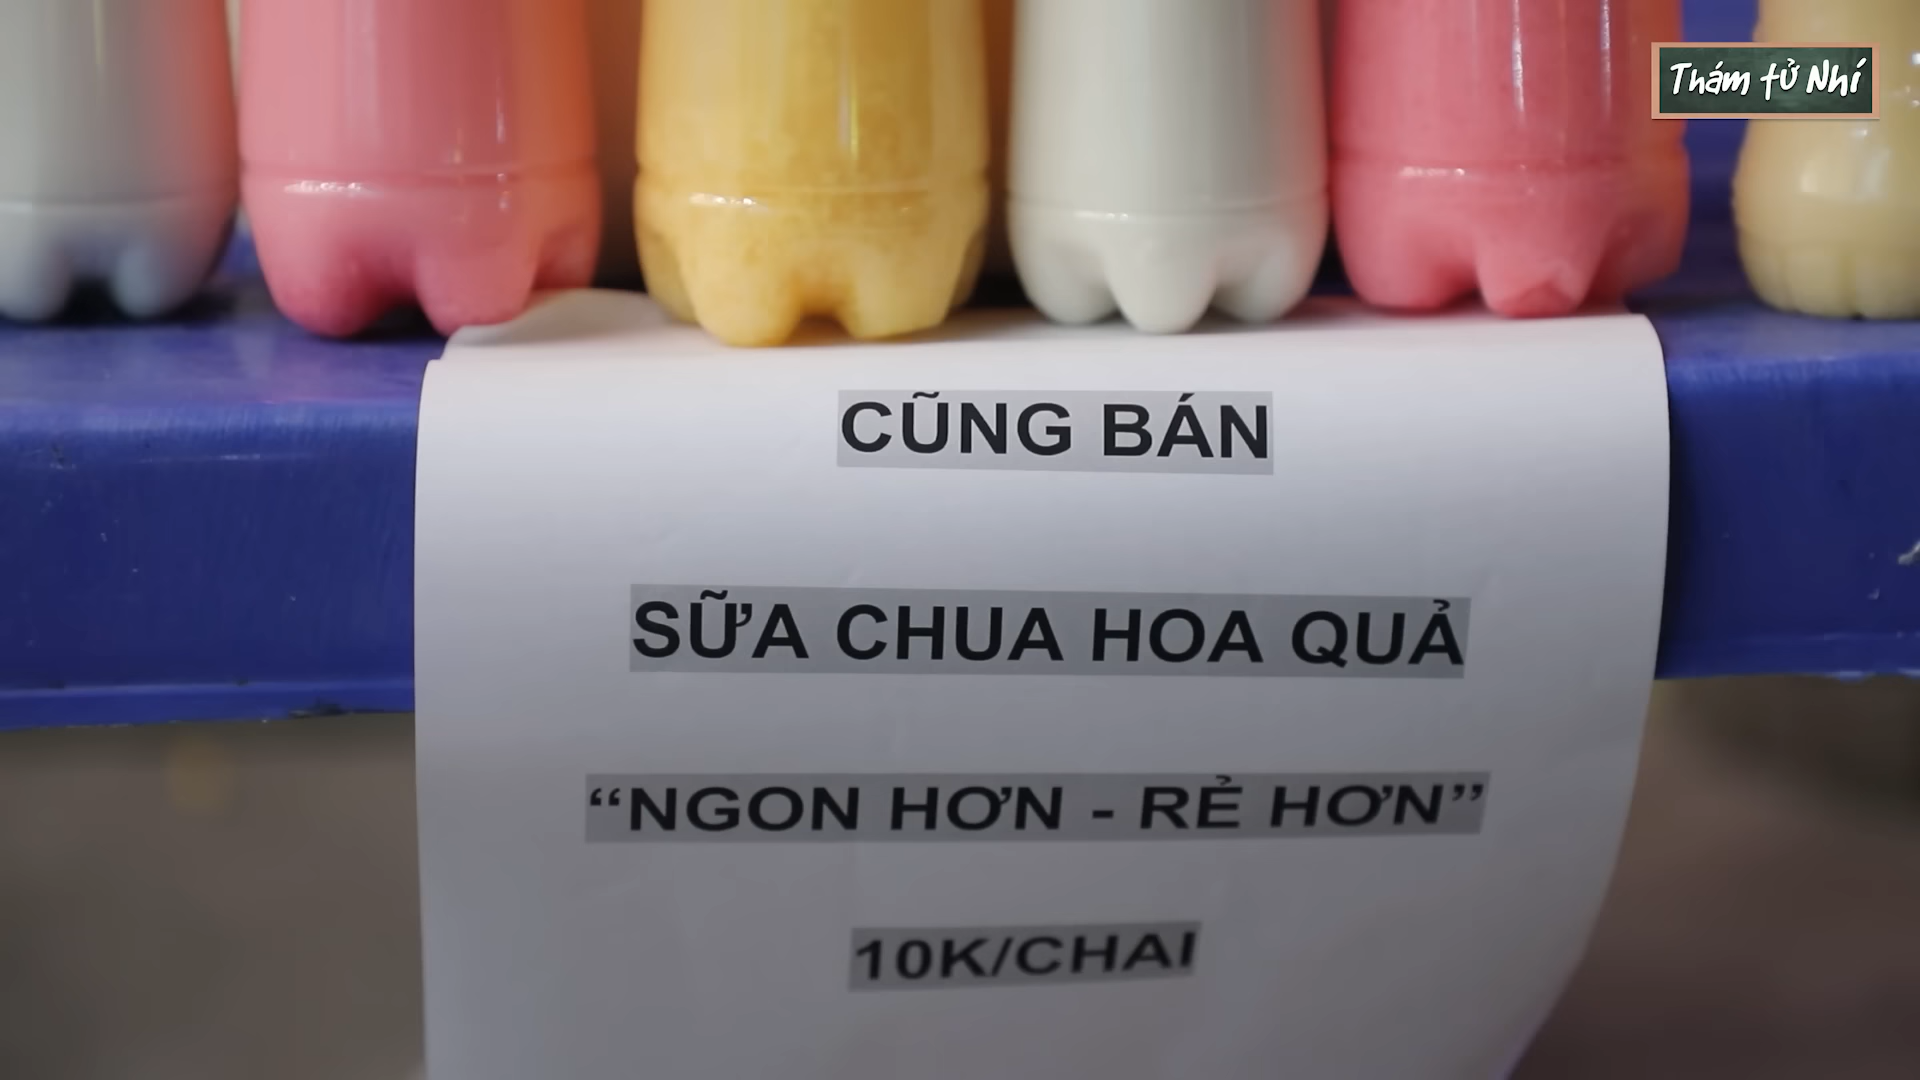 Thám tử Nhí
CŨNG BÁN
SỮA CHUA HOA QUẢ
“NGON HƠN - RẺ HƠN”
10K/CHAI